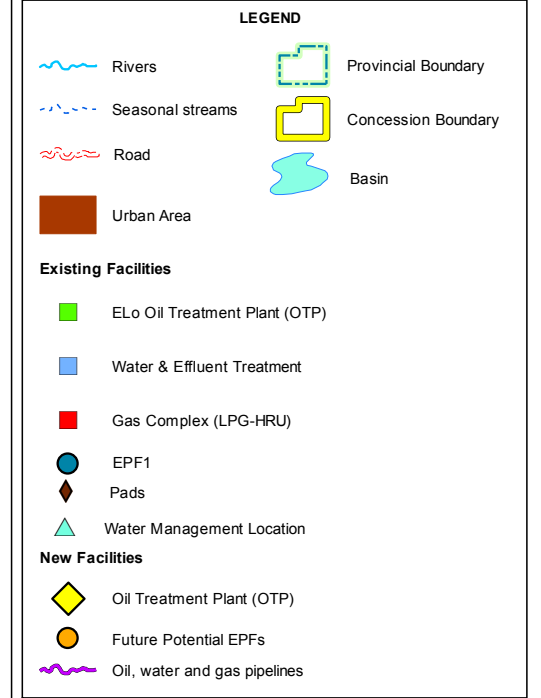 LEGEND
Rivers
Provincial Boundary
Seasonal streams
Concession Boundary
Road
Basin
Urban Area
Existing Facilities
ELo Oil Treatment Plant (OTP)
Water & Effluent Treatment
Gas Complex (LPG-HRU)
EPF1
Pads
Water Management Location
New Facilities
Oil Treatment Plant (OTP)
Future Potential EPFs
Oil, water and gas pipelines